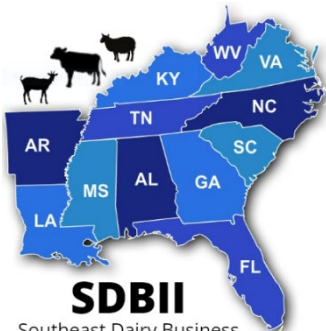 WV
VA
KY
NC
TN
SC
AR
MS
AL
GA
LA
FL
SDBII
Southeast Dairy Business